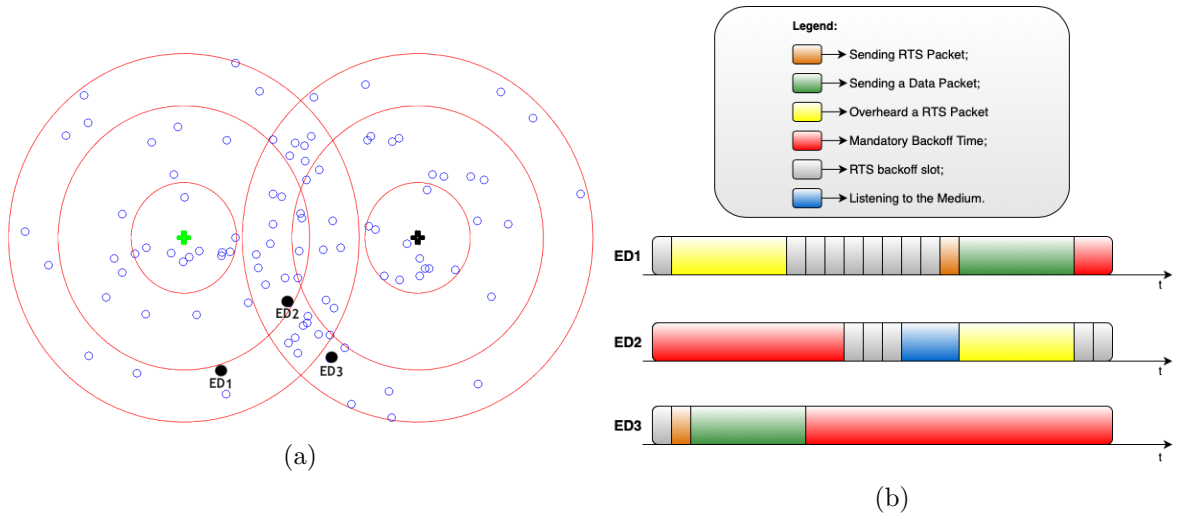 ED2
ED1
ED3
(a)
Legend:
Sending RTS Packet;
Sending a Data Packet;
Overheard a RTS Packet
Mandatory Backoff Time;
RTS backoff slot;
Listening to the Medium.
ED1
t
ED2
t
ED3
t
(b)